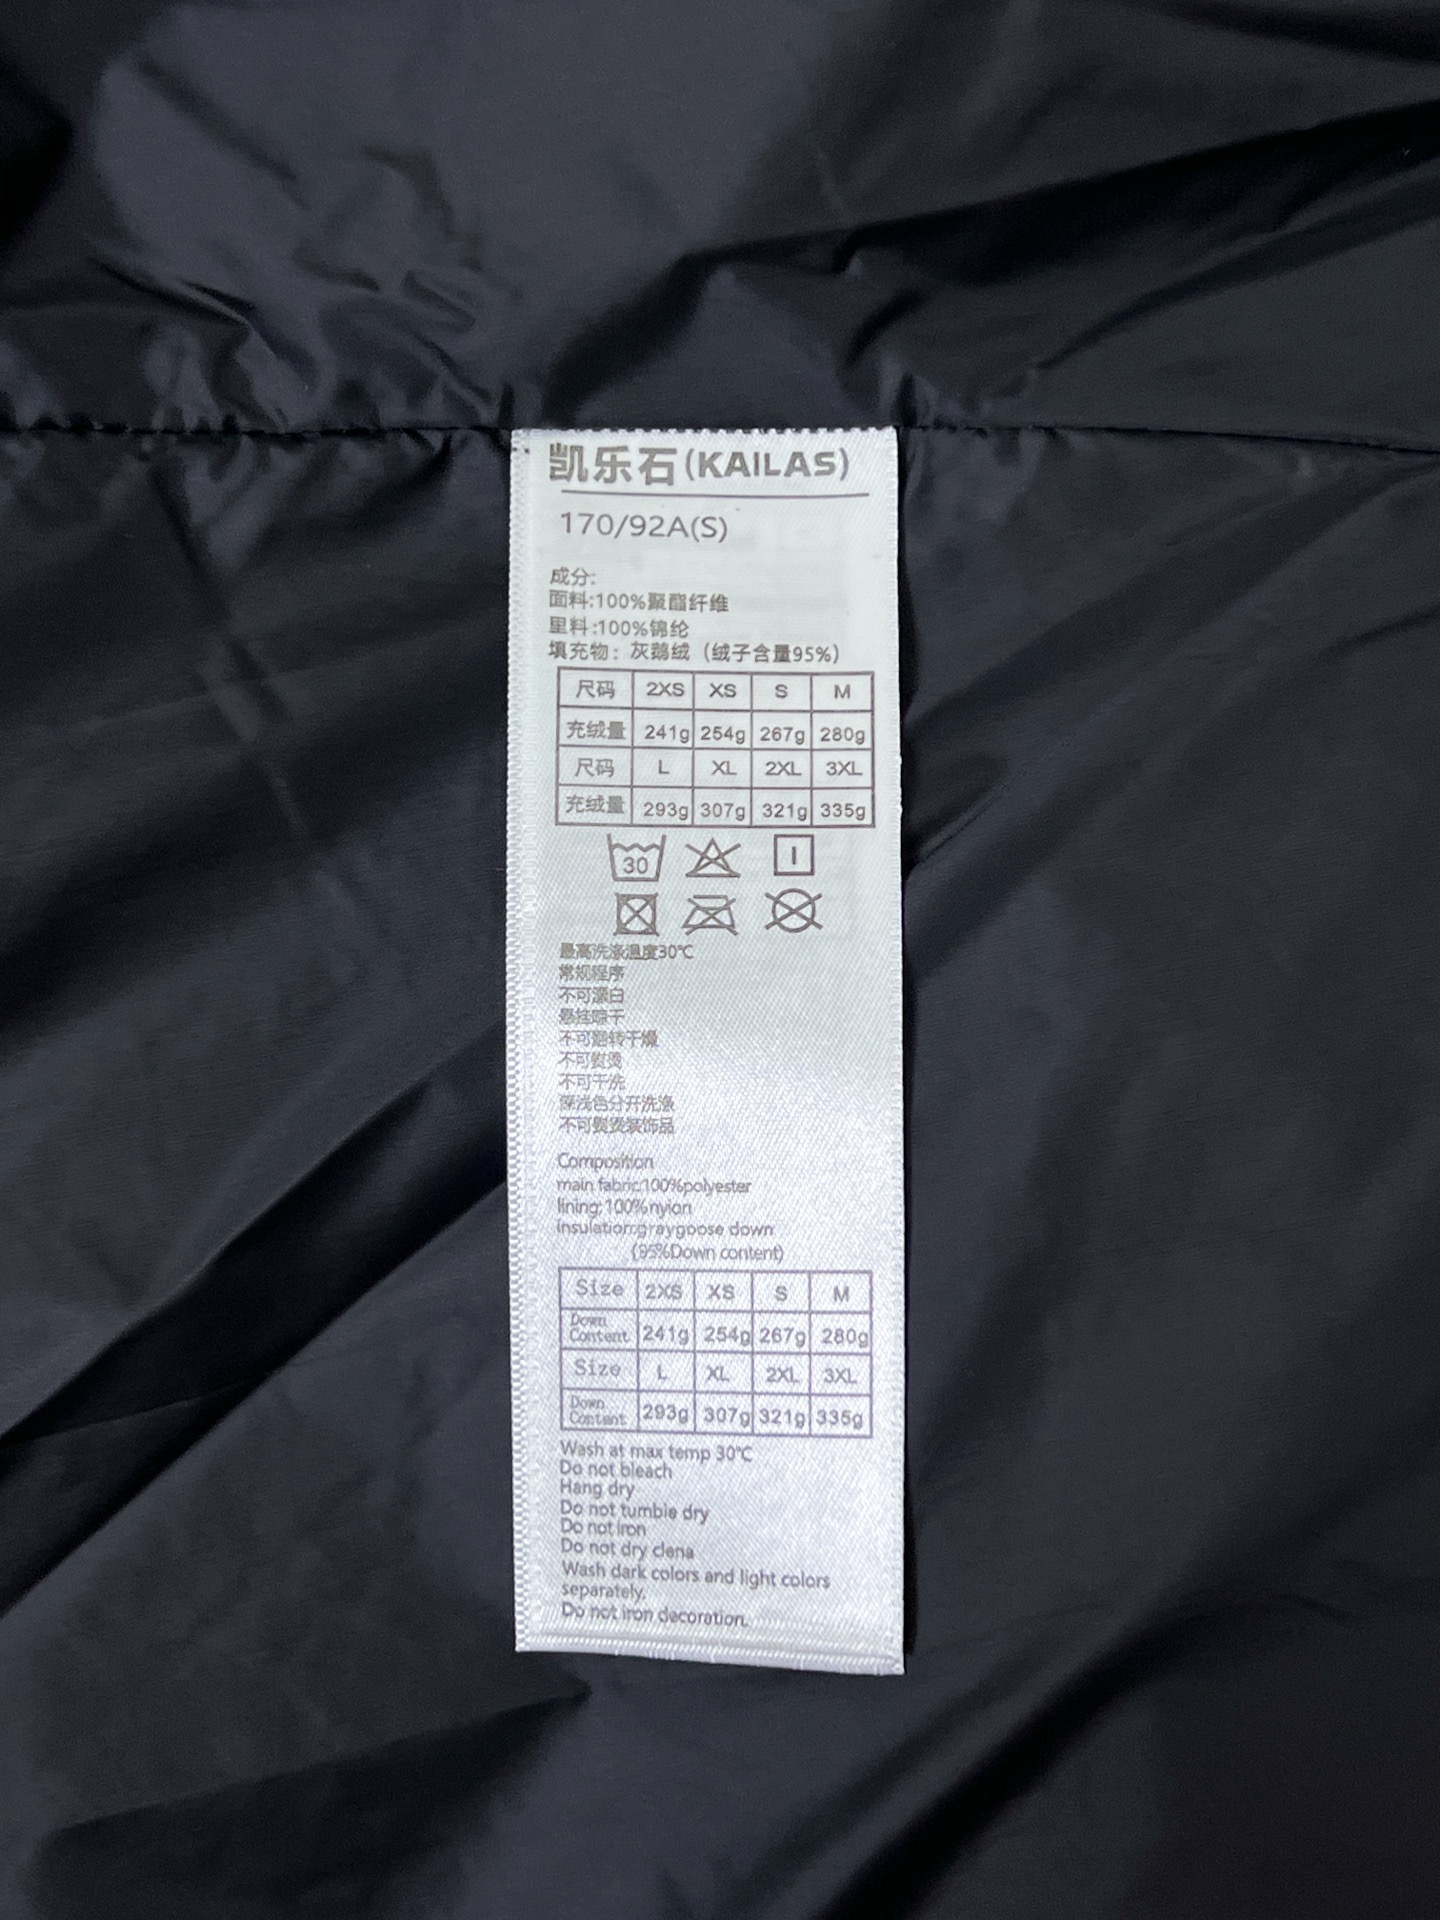 凯乐石(KAILAS)
170/92A(S)
成分:
面料:100%聚酯纤维
里料:100%锦纶
填充物：灰鹅绒（绒子含量95%）
尺码 2XS XS S M
充绒量 241g 254g 267g 280g
尺码 L XL 2XL 3XL
充绒量 293g 307g 321g 335g
30
最高洗涤温度30℃
常规程序
不可漂白
悬挂晾干
不可翻转干燥
不可熨烫
不可干洗
深浅色分开洗涤
不可熨烫装饰品
Composition
main fabric:100%polyester
lining:100%nylon
insulation:graygoose down
(95%Down content)
Size 2XS XS S M
Down Content 241g 254g 267g 280g
Size L XL 2XL 3XL
Down Content 293g 307g 321g 335g
Wash at max temp 30℃
Do not bleach
Hang dry
Do not tumble dry
Do not iron
Do not dry clena
Wash dark colors and light colors
separately.
Do not iron decoration.